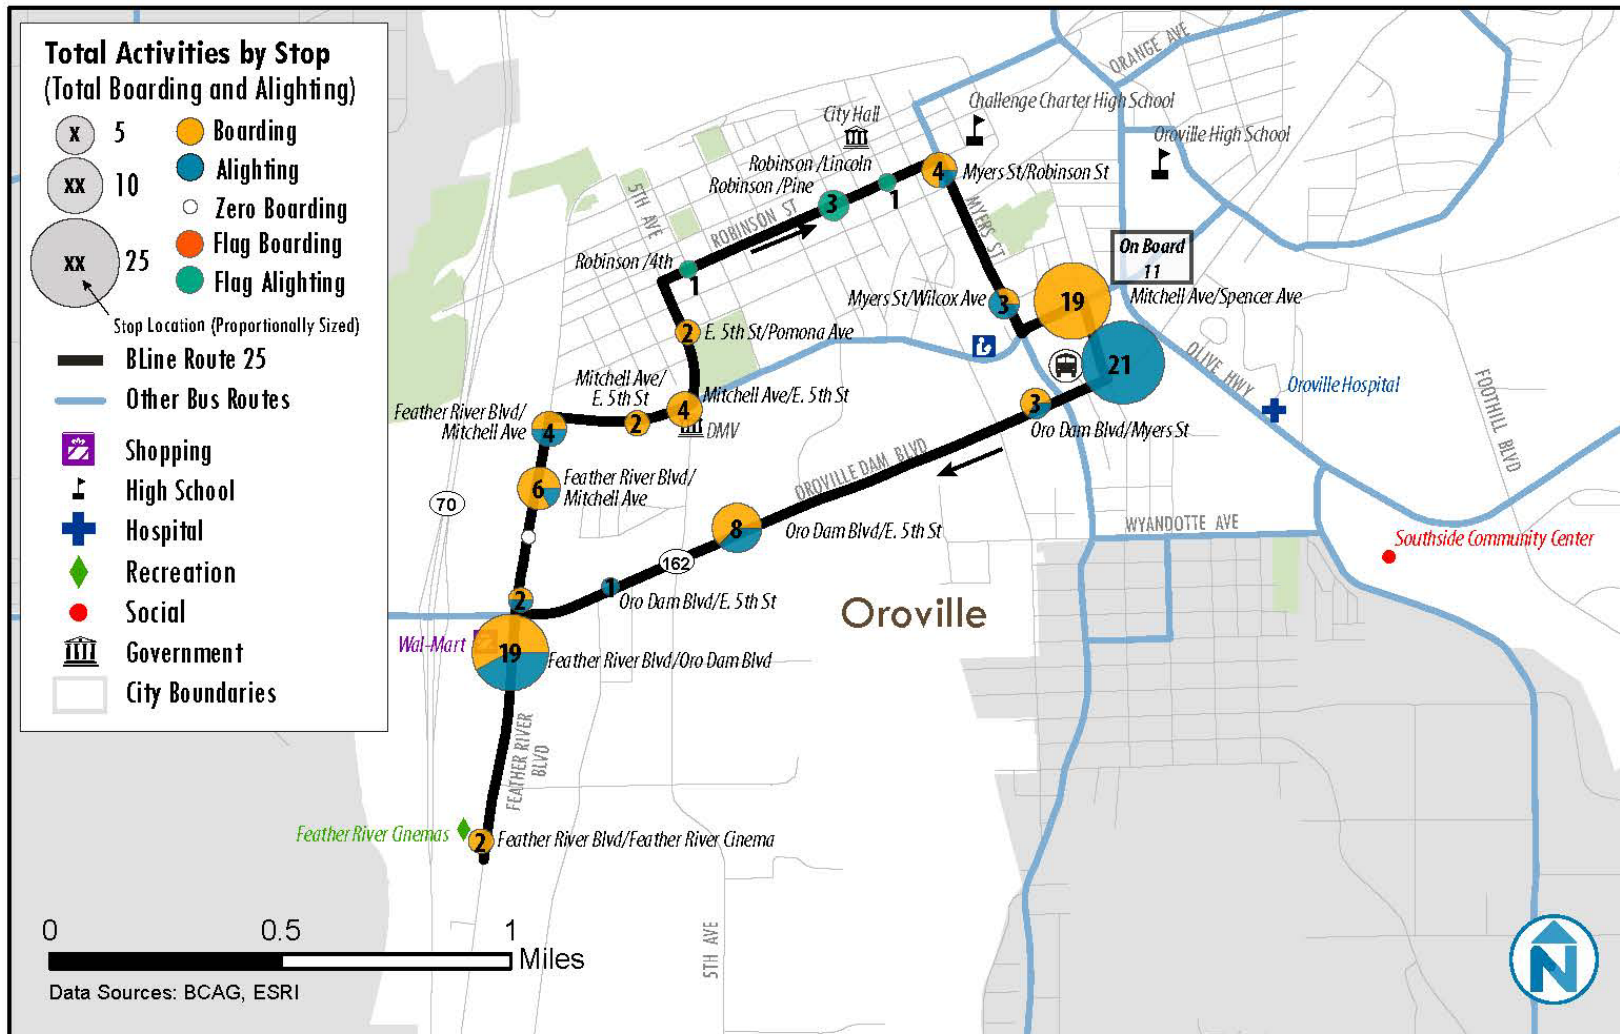 Total Activities by Stop
(Total Boarding and Alighting)
x 5
xx 10
xx 25
Stop Location (Proportionally Sized)
Boarding
Alighting
Zero Boarding
Flag Boarding
Flag Alighting
BLine Route 25
Other Bus Routes
Shopping
High School
Hospital
Recreation
Social
Government
City Boundaries
ORANGE AVE
Challenge Charter High School
City Hall
Oroville High School
Robinson /Lincoln
Robinson /Pine
4
Myers St/Robinson St
3
1
5TH AVE
ROBINSON ST
MYERS ST
On Board
11
Robinson /4th
1
Myers St/Wilcox Ave
3
19
Mitchell Ave/Spencer Ave
2
E. 5th St/Pomona Ave
21
OLIVE HWY
Oroville Hospital
FOOTHILL BLVD
Mitchell Ave/
E. 5th St
2
4
Mitchell Ave/E. 5th St
DMV
Feather River Blvd/
Mitchell Ave
4
3
Oro Dam Blvd/Myers St
OROVILLE DAM BLVD
6
Feather River Blvd/
Mitchell Ave
70
8
Oro Dam Blvd/E. 5th St
WYANDOTTE AVE
Southside Community Center
162
1
Oro Dam Blvd/E. 5th St
2
Oroville
Wal-Mart
19
Feather River Blvd/Oro Dam Blvd
FEATHER RIVER
BLVD
Feather River Cinemas
2
Feather River Blvd/Feather River Cinema
5TH AVE
0 0.5 1
Miles
Data Sources: BCAG, ESRI
N